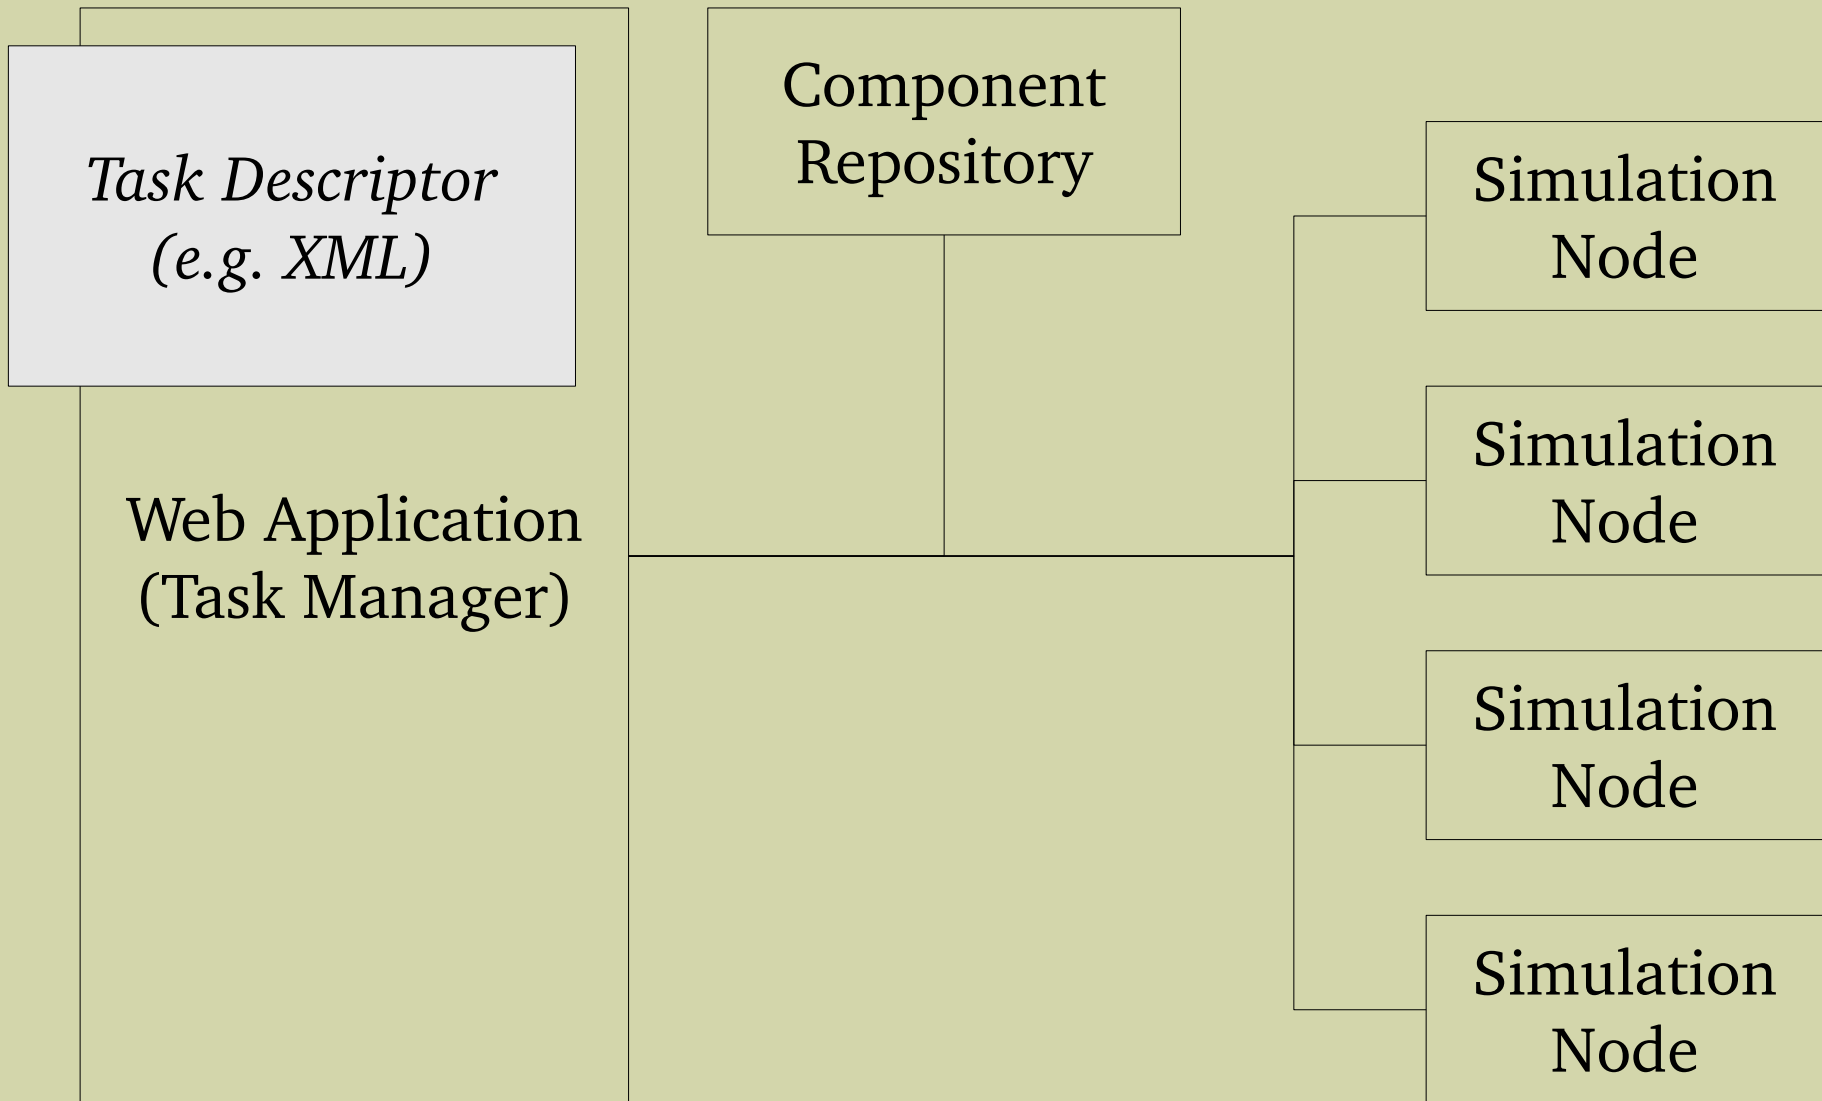 Task Descriptor
(e.g. XML)
Web Application
(Task Manager)
Component
Repository
Simulation
Node
Simulation
Node
Simulation
Node
Simulation
Node